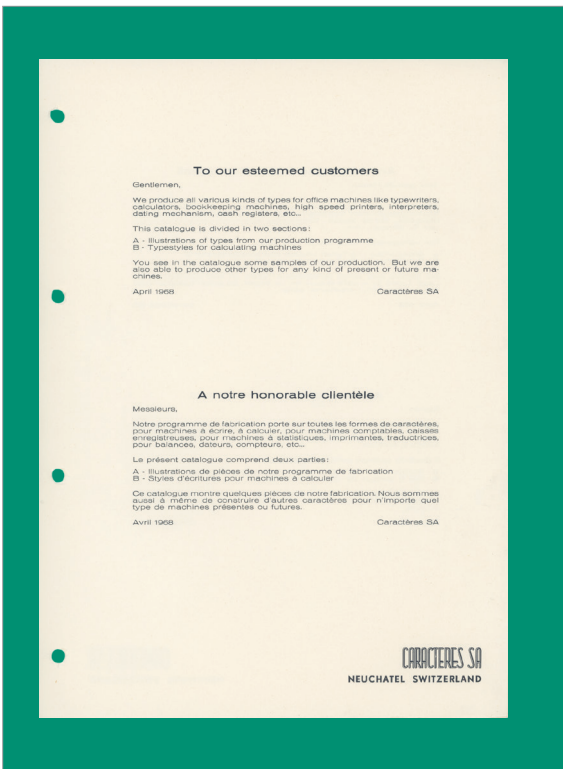 To our esteemed customers
Gentlemen,
We produce all various kinds of types for office machines like typewriters,
calculators, bookkeeping machines, high speed printers, interpreters,
dating mechanism, cash registers, etc...
This catalogue is divided in two sections:
A - Illustrations of types from our production programme
B - Typestyles for calculating machines
You see in the catalogue some samples of our production. But we are
also able to produce other types for any kind of present or future ma-
chines.
April 1968 Caractères SA
A notre honorable clientèle
Messieurs,
Notre programme de fabrication porte sur toutes les formes de caractères,
pour machines à écrire, à calculer, pour machines comptables, caisses
enregistreuses, pour machines à statistiques, imprimantes, traductrices,
pour balances, dateurs, compteurs, etc...
Le présent catalogue comprend deux parties:
A - Illustrations de pièces de notre programme de fabrication
B - Styles d'écritures pour machines à calculer
Ce catalogue montre quelques pièces de notre fabrication. Nous sommes
aussi à même de construire d'autres caractères pour n'importe quel
type de machines présentes ou futures.
Avril 1968 Caractères SA
CARACTERES SA
NEUCHATEL SWITZERLAND